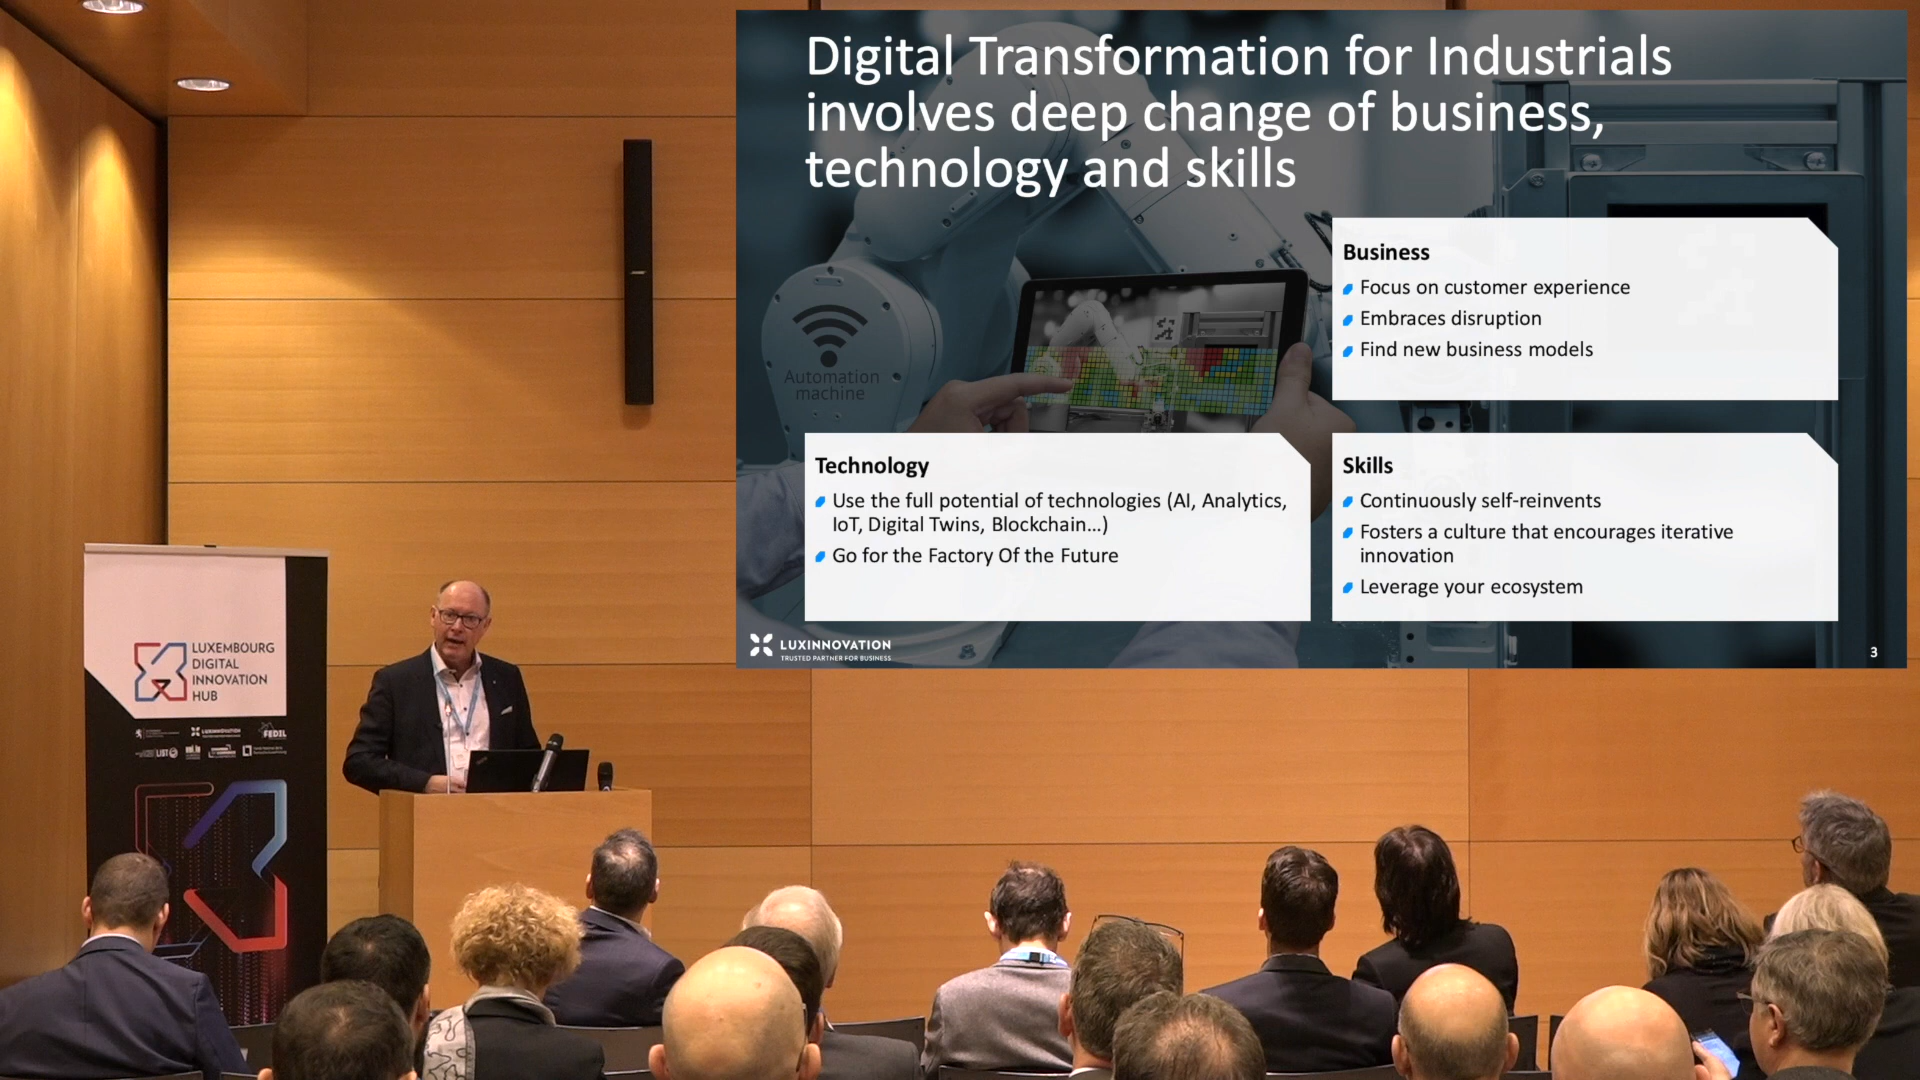 Digital Transformation for Industrials
involves deep change of business,
technology and skills
Business
Focus on customer experience
Embraces disruption
Find new business models
Automation
machine
Technology
Use the full potential of technologies (AI, Analytics,
IoT, Digital Twins, Blockchain...)
Go for the Factory Of the Future
Skills
Continuously self-reinvents
Fosters a culture that encourages iterative
innovation
Leverage your ecosystem
LUXINNOVATION
TRUSTED PARTNER FOR BUSINESS
3
LUXEMBOURG
DIGITAL
INNOVATION
HUB
LUXINNOVATION
FEDIL
LIST